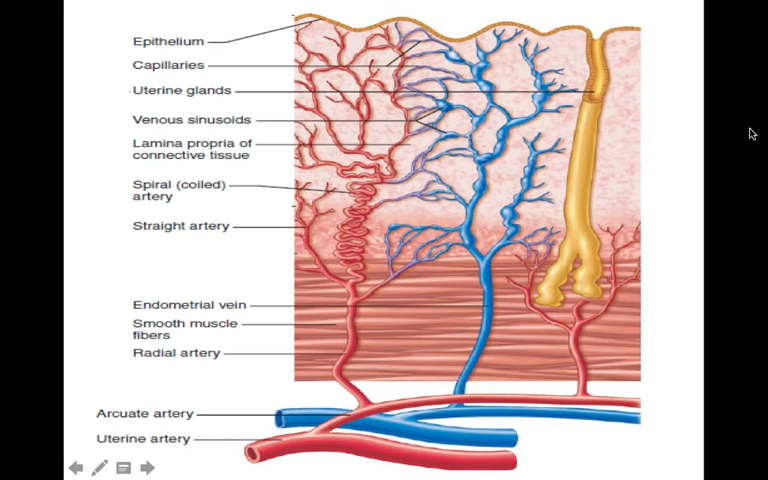 Epithelium
Capillaries
Uterine glands
Venous sinusoids
Lamina propria of
connective tissue
Spiral (coiled)
artery
Straight artery
Endometrial vein
Smooth muscle
fibers
Radial artery
Arcuate artery
Uterine artery